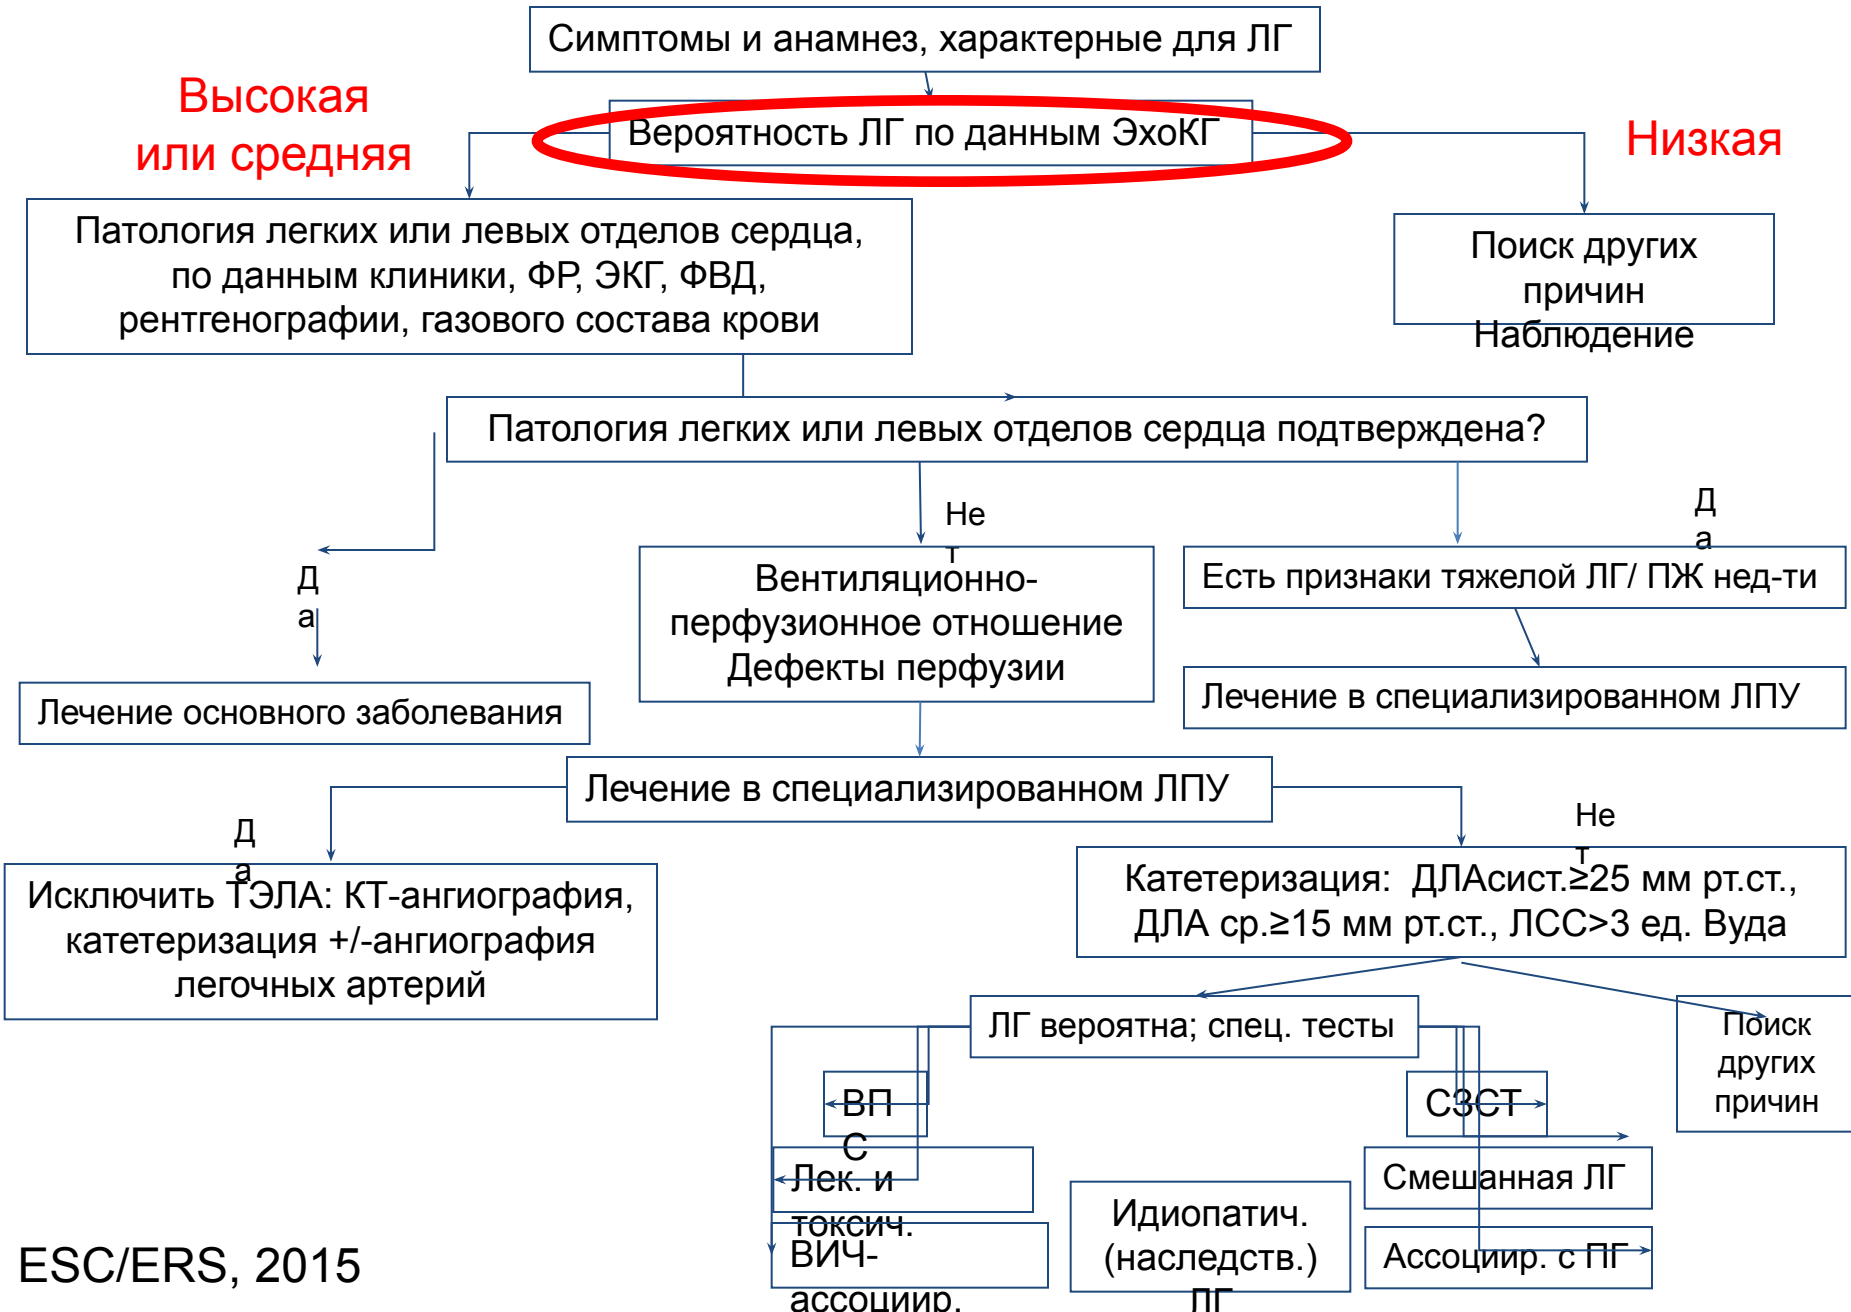 Симптомы и анамнез, характерные для ЛГ
Высокая
или средняя
Вероятность ЛГ по данным ЭхоКГ
Низкая
Патология легких или левых отделов сердца,
по данным клиники, ФР, ЭКГ, ФВД,
рентгенографии, газового состава крови
Поиск других
причин
Наблюдение
Патология легких или левых отделов сердца подтверждена?
Д
а
Не
т
Д
а
Вентиляционно-
перфузионное отношение
Дефекты перфузии
Есть признаки тяжелой ЛГ/ ПЖ нед-ти
Лечение основного заболевания
Лечение в специализированном ЛПУ
Лечение в специализированном ЛПУ
Д
а
Не
т
Исключить ТЭЛА: КТ-ангиография,
катетеризация +/-ангиография
легочных артерий
Катетеризация: ДЛАсист.≥25 мм рт.ст.,
ДЛА ср.≥15 мм рт.ст., ЛСС>3 ед. Вуда
ЛГ вероятна; спец. тесты
Поиск
других
причин
ВП
С
СЗСТ
Лек. и
токсич.
Смешанная ЛГ
ВИЧ-
ассоциир.
Идиопатич.
(наследств.)
ЛГ
Ассоциир. с ПГ
ESC/ERS, 2015